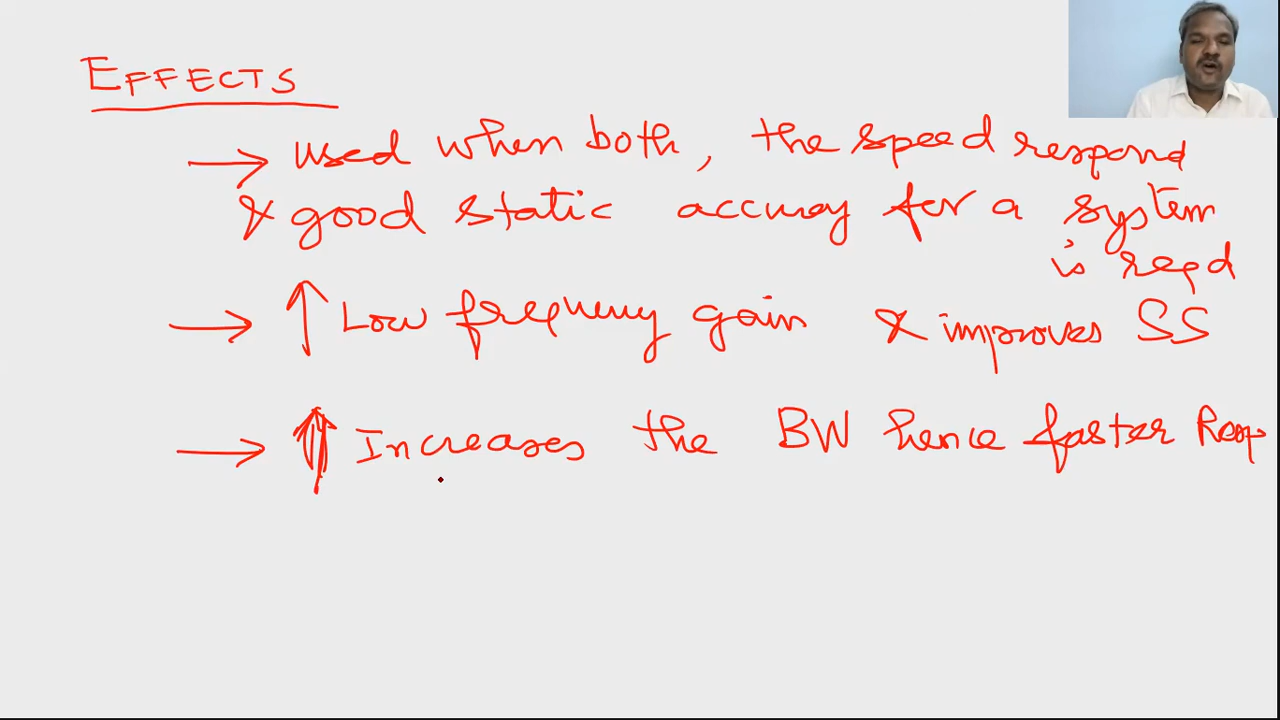 EFFECTS
→ used when both, the speed respond
& good static accuracy for a system
is reqd
→ ↑ Low frequency gain & improves SS
→ ↑ Increases the BW hence faster Resp